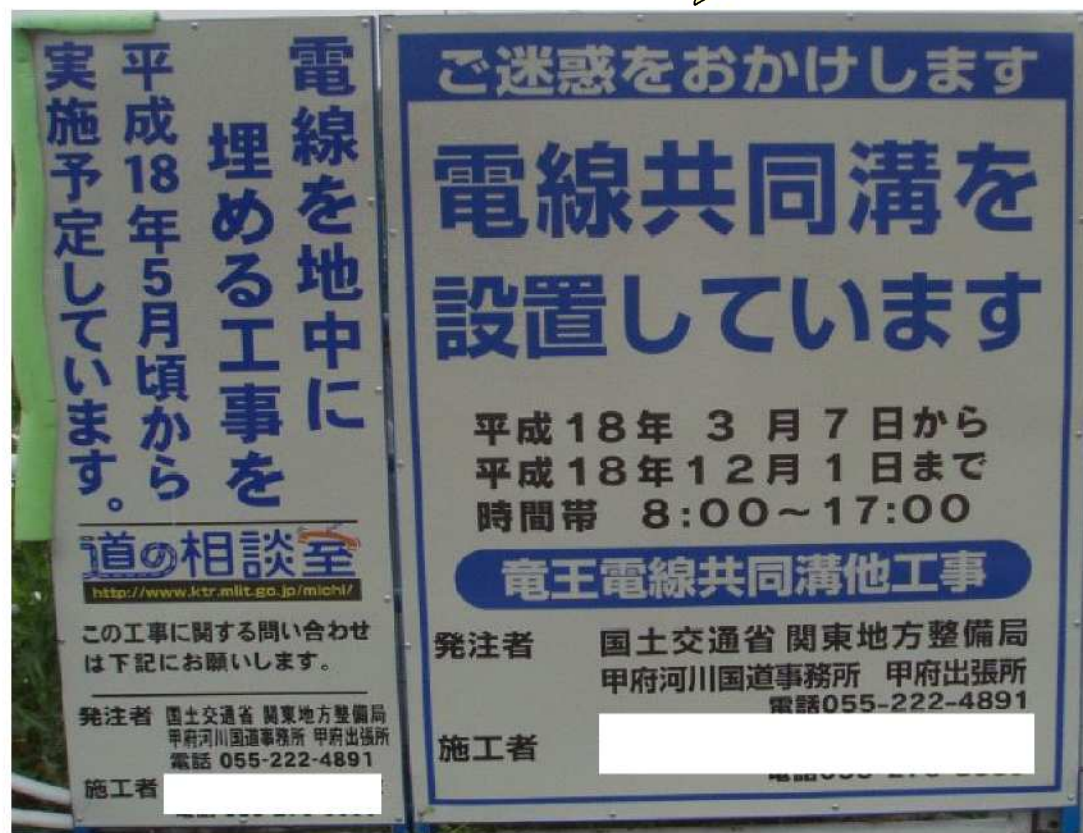 電線を地中に
埋める工事を
平成18年5月頃から
実施予定しています。
道の相談室
http://www.ktr.mlit.go.jp/michi/
この工事に関する問い合わせ
は下記にお願いします。
発注者 国土交通省 関東地方整備局
甲府河川国道事務所 甲府出張所
電話 055-222-4891
施工者
ご迷惑をおかけします
電線共同溝を
設置しています
平成18年 3月7日から
平成18年12月1日まで
時間帯 8:00～17:00
竜王電線共同溝他工事
発注者 国土交通省 関東地方整備局
甲府河川国道事務所 甲府出張所
電話055-222-4891
施工者